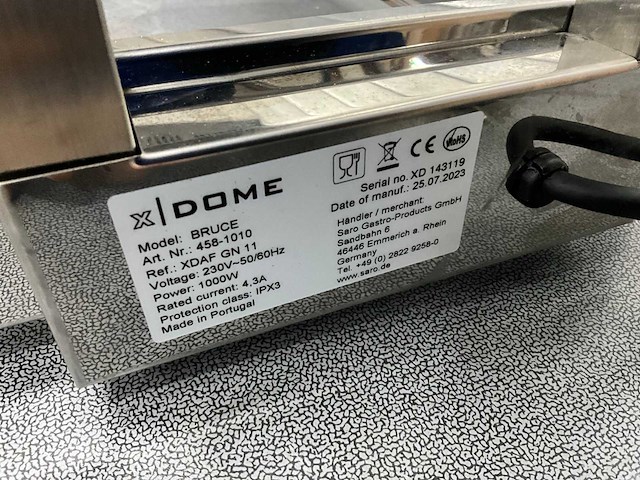 x|DOME
Model: BRUCE
Art. Nr.: 458-1010
Ref.: XDAF GN 11
Voltage: 230V~50/60Hz
Power: 1000W
Rated current: 4,3A
Protection class: IPX3
Made in Portugal
CE RoHS
Serial no. XD 143119
Date of manuf.: 25.07.2023
Händler / merchant:
Saro Gastro-Products GmbH
Sandbahn 6
46446 Emmerich a. Rhein
Germany
Tel. +49 (0) 2822 9258-0
www.saro.de